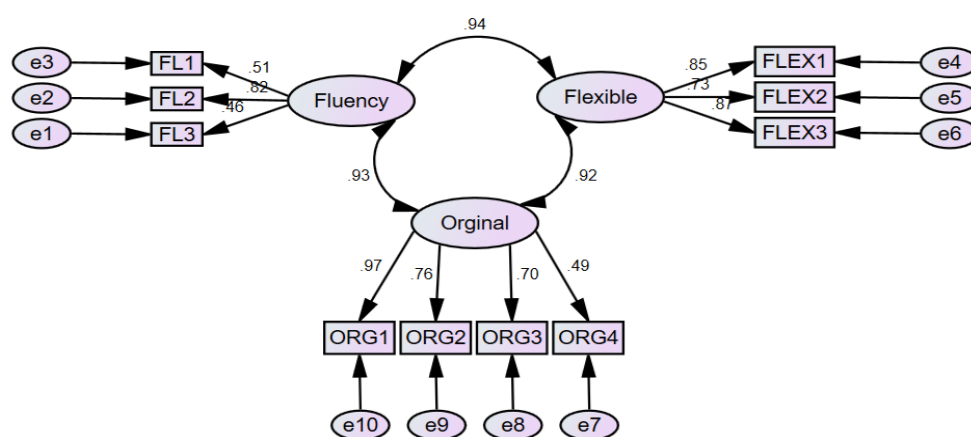 .94
e3 FL1 .51 Fluency Flexible .85 FLEX1 e4
e2 FL2 .82 .73 FLEX2 e5
e1 FL3 .46 .87 FLEX3 e6
.93 .92
Orginal
.97 .76 .70 .49
ORG1 ORG2 ORG3 ORG4
e10 e9 e8 e7